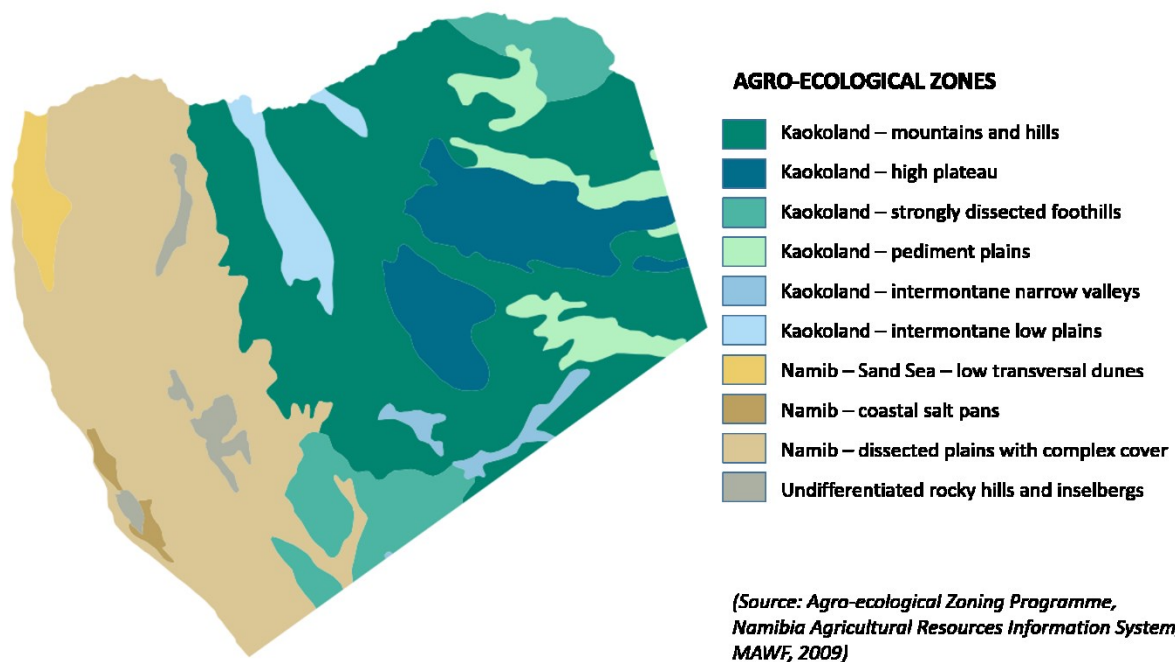 AGRO-ECOLOGICAL ZONES
Kaokoland – mountains and hills
Kaokoland – high plateau
Kaokoland – strongly dissected foothills
Kaokoland – pediment plains
Kaokoland – intermontane narrow valleys
Kaokoland – intermontane low plains
Namib – Sand Sea – low transversal dunes
Namib – coastal salt pans
Namib – dissected plains with complex cover
Undifferentiated rocky hills and inselbergs
(Source: Agro-ecological Zoning Programme,
Namibia Agricultural Resources Information System
MAWF, 2009)